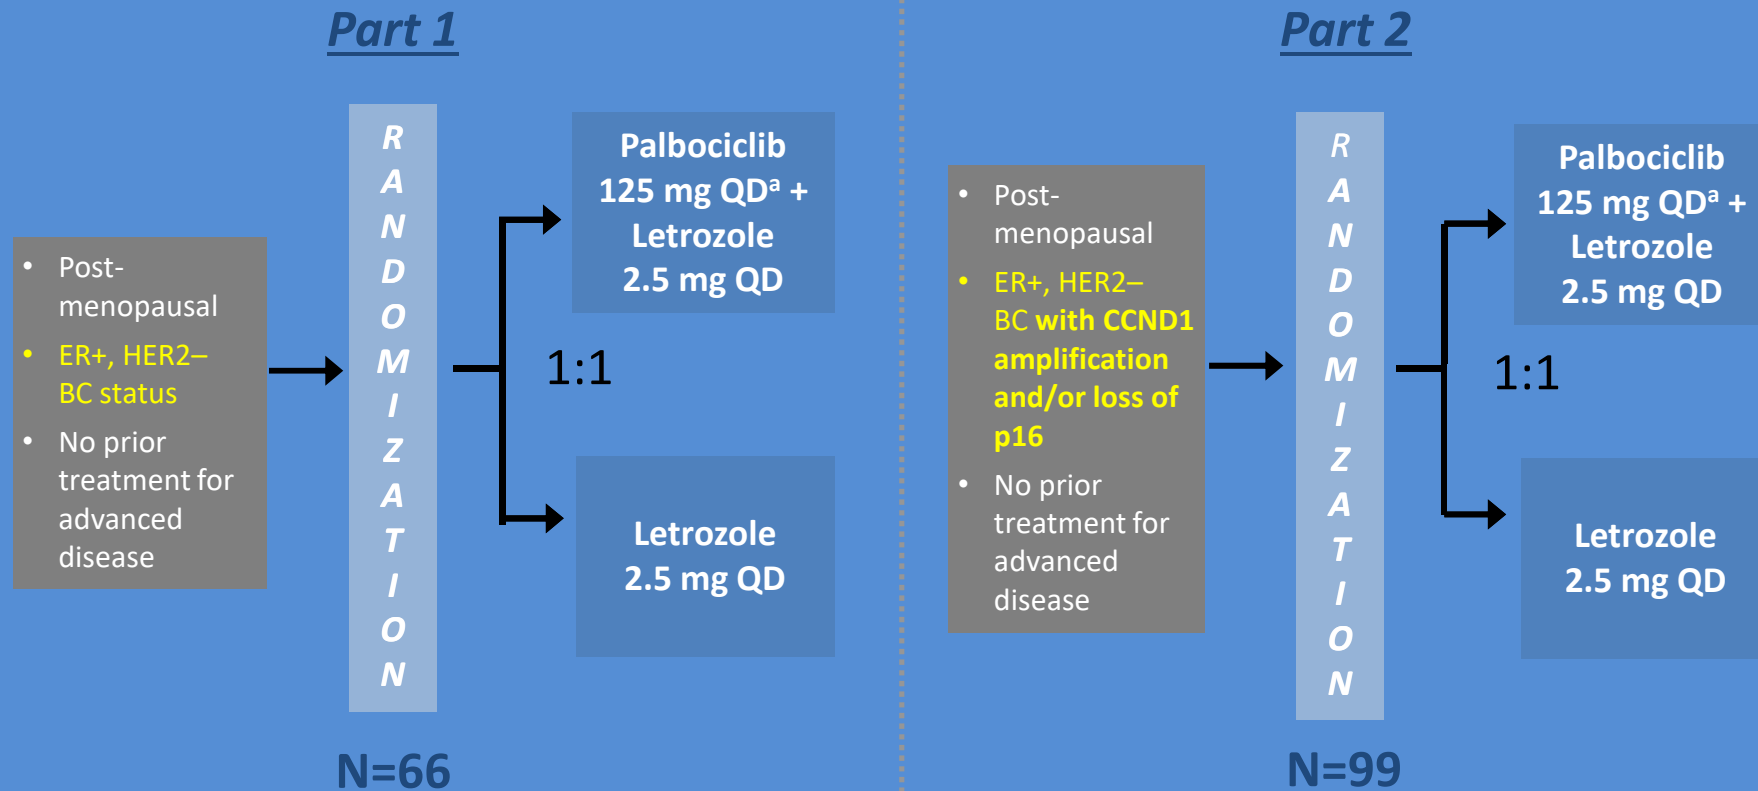 Part 1
R
A
N
D
O
M
I
Z
A
T
I
O
N
• Post-
menopausal
• ER+, HER2–
BC status
• No prior
treatment for
advanced
disease
Palbociclib
125 mg QDᵃ +
Letrozole
2.5 mg QD
1:1
Letrozole
2.5 mg QD
N=66
Part 2
• Post-
menopausal
• ER+, HER2–
BC with CCND1
amplification
and/or loss of
p16
• No prior
treatment for
advanced
disease
R
A
N
D
O
M
I
Z
A
T
I
O
N
Palbociclib
125 mg QDᵃ +
Letrozole
2.5 mg QD
1:1
Letrozole
2.5 mg QD
N=99